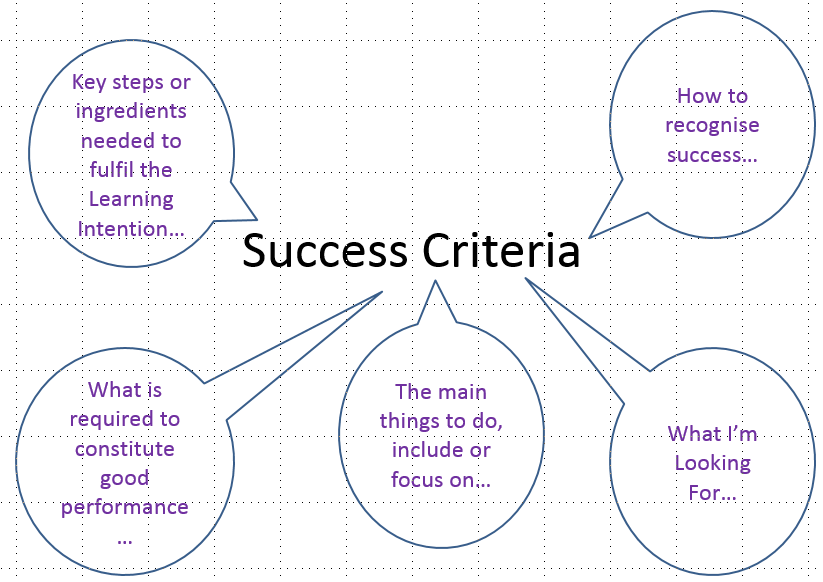 Key steps or
ingredients
needed to
fulfil the
Learning
Intention...
How to
recognise
success...
Success Criteria
What is
required to
constitute
good
performance
...
The main
things to do,
include or
focus on...
What I’m
Looking
For...